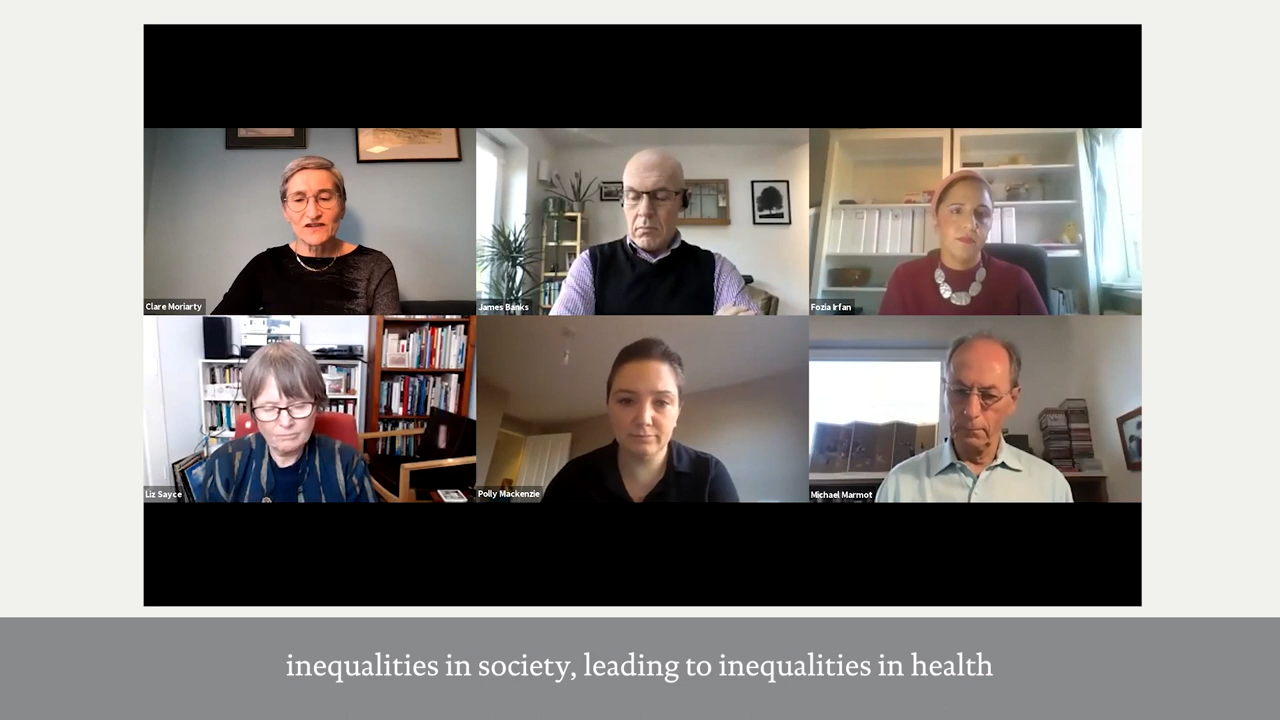 Clare Moriarty
James Banks
Fozia Irfan
Liz Sayce
Polly Mackenzie
Michael Marmot
inequalities in society, leading to inequalities in health